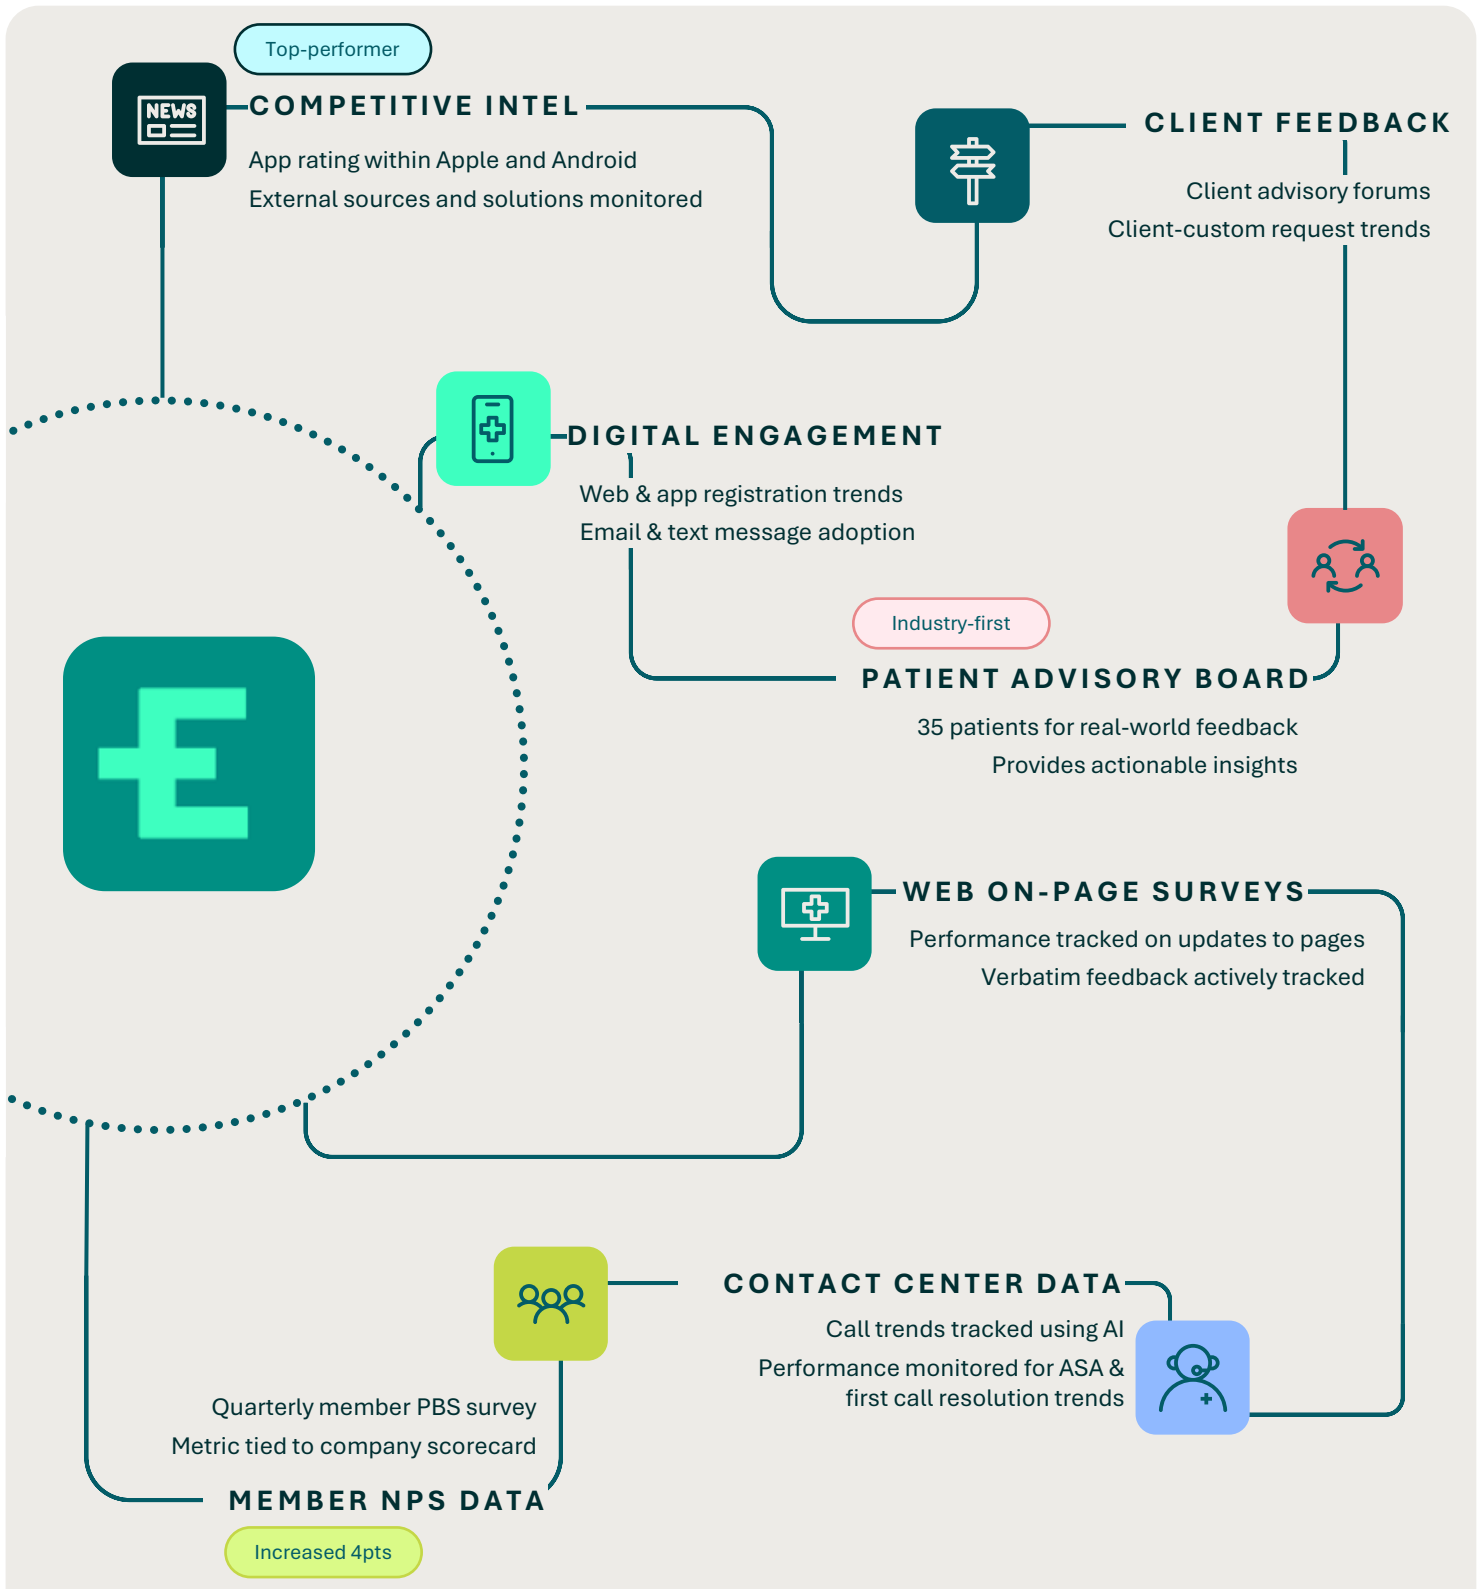 Top-performer
NEWS
COMPETITIVE INTEL
App rating within Apple and Android
External sources and solutions monitored
CLIENT FEEDBACK
Client advisory forums
Client-custom request trends
DIGITAL ENGAGEMENT
Web & app registration trends
Email & text message adoption
Industry-first
PATIENT ADVISORY BOARD
35 patients for real-world feedback
Provides actionable insights
E
WEB ON-PAGE SURVEYS
Performance tracked on updates to pages
Verbatim feedback actively tracked
CONTACT CENTER DATA
Call trends tracked using AI
Performance monitored for ASA &
first call resolution trends
Quarterly member PBS survey
Metric tied to company scorecard
MEMBER NPS DATA
Increased 4pts